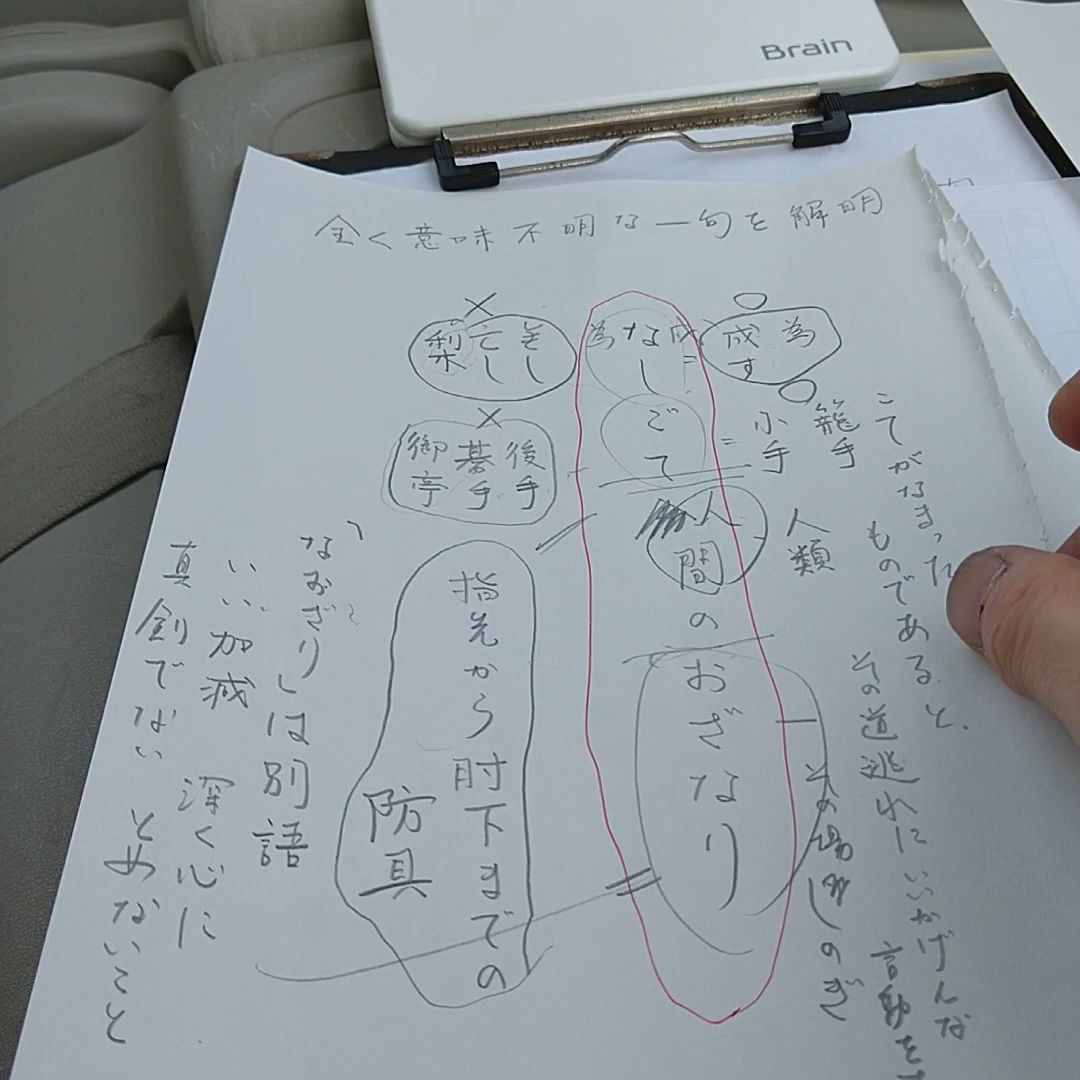 Brain
全く意味不明な一句を解明
為
成す
為なし成
=
ごて
=
籠手
小手
人間の
人類
おざなり
その場しのぎ
こてがなまった
ものであると、
その道逃れにいいかげんな
言動を
×
差し
でし
梨
×
後手
碁手
御亭
指先から肘下までの
防具
「なおざり」は別語
いい加減
深く心に
真剣でない
とめないこと